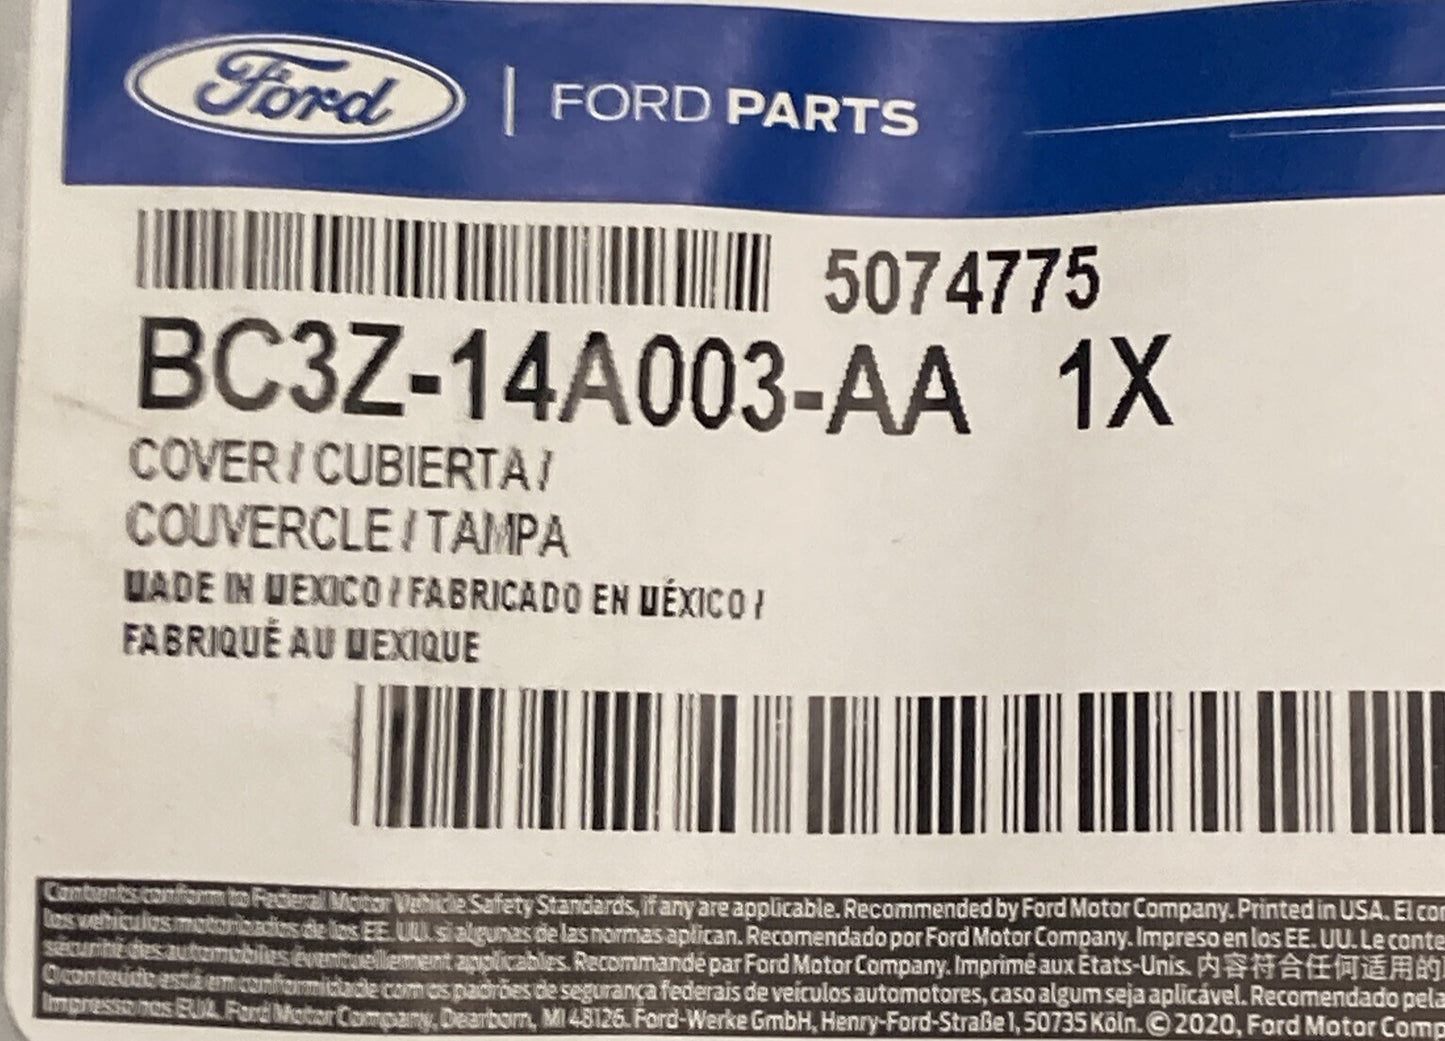 Ford | FORD PARTS
5074775
BC3Z-14A003-AA 1X
COVER / CUBIERTA /
COUVERCLE / TAMPA
MADE IN MEXICO / FABRICADO EN MÉXICO /
FABRIQUÉ AU MEXIQUE
Contents conform to Federal Motor Vehicle Safety Standards, if any are applicable. Recommended by Ford Motor Company. Printed in USA. El
los vehículos motorizados de los EE. UU. si algunas de las normas aplican. Recomendado por Ford Motor Company. Impreso en los EE. UU. Le
sécurité des automobiles éventuellement applicables. Recommandé par Ford Motor Company. Imprimé aux États-Unis. 内容符合任何适用的
O conteúdo está em conformidade com os padrões de segurança federais de veículos automotores, caso algum seja aplicável. Recomendado pela
Impresso nos EUA. Ford Motor Company, Dearborn, MI 48126. Ford-Werke GmbH, Henry-Ford-Straße 1, 50735 Köln. © 2020, Ford Motor